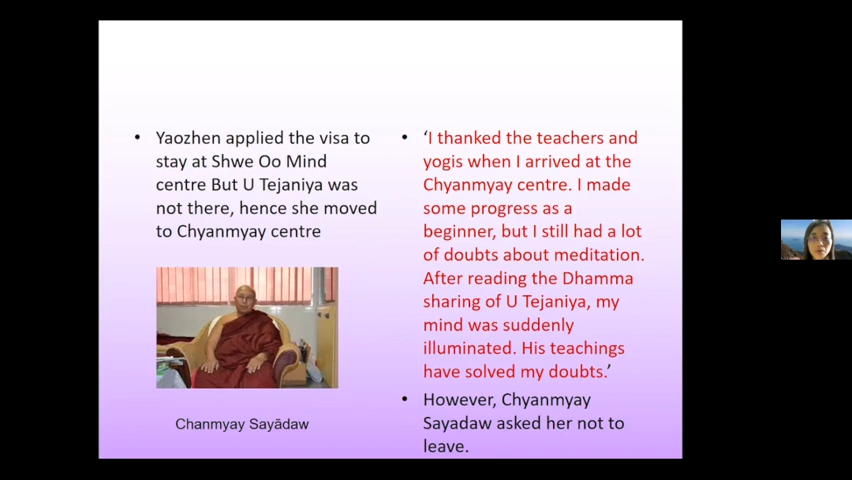 • Yaozhen applied the visa to
stay at Shwe Oo Mind
centre But U Tejaniya was
not there, hence she moved
to Chyanmyay centre
Chanmyay Sayādaw
• ‘I thanked the teachers and
yogis when I arrived at the
Chyanmyay centre. I made
some progress as a
beginner, but I still had a lot
of doubts about meditation.
After reading the Dhamma
sharing of U Tejaniya, my
mind was suddenly
illuminated. His teachings
have solved my doubts.’
• However, Chyanmyay
Sayadaw asked her not to
leave.